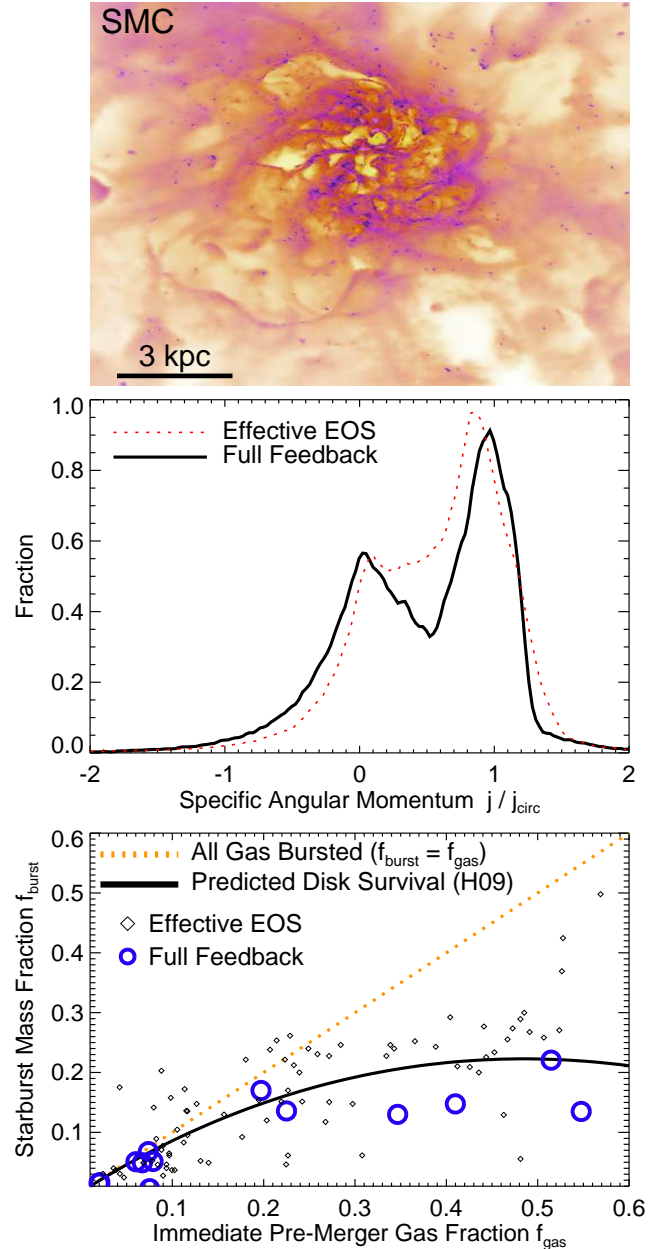 SMC
3 kpc
1.0
0.8
0.6
0.4
0.2
0.0
Fraction
Effective EOS
Full Feedback
-2 -1 0 1 2
Specific Angular Momentum j / jcirc
0.6
0.5
0.4
0.3
0.2
0.1
Starburst Mass Fraction fburst
All Gas Bursted (fburst = fgas)
Predicted Disk Survival (H09)
Effective EOS
Full Feedback
0.1 0.2 0.3 0.4 0.5 0.6
Immediate Pre-Merger Gas Fraction fgas